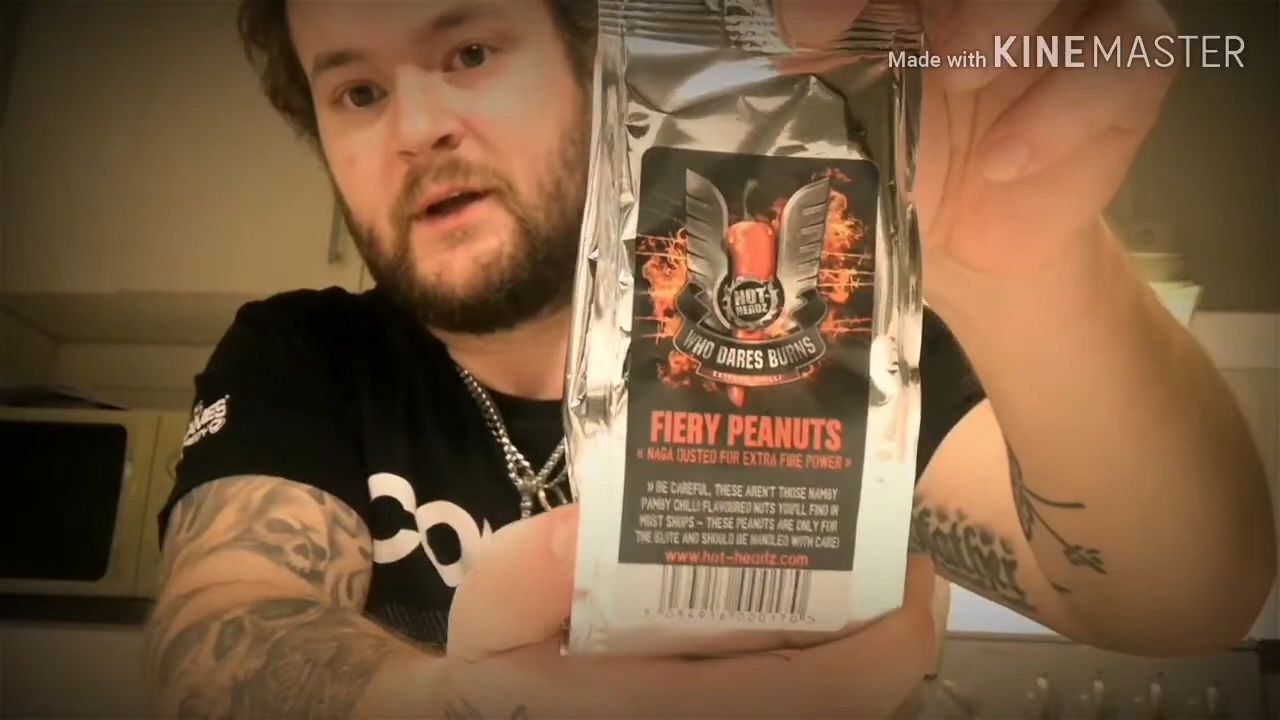 Made with KINEMASTER
HOT-
HEADZ
WHO DARES BURNS
FIERY PEANUTS
« NAGA DUSTED FOR EXTRA FIRE POWER »
» BE CAREFUL, THESE AREN'T THOSE NAMBY
PAMBY CHILLI FLAVOURED NUTS YOU'LL FIND IN
MOST SHOPS - THESE PEANUTS ARE ONLY FOR
THE ELITE AND SHOULD BE HANDLED WITH CARE!
www.hot-headz.com
CO